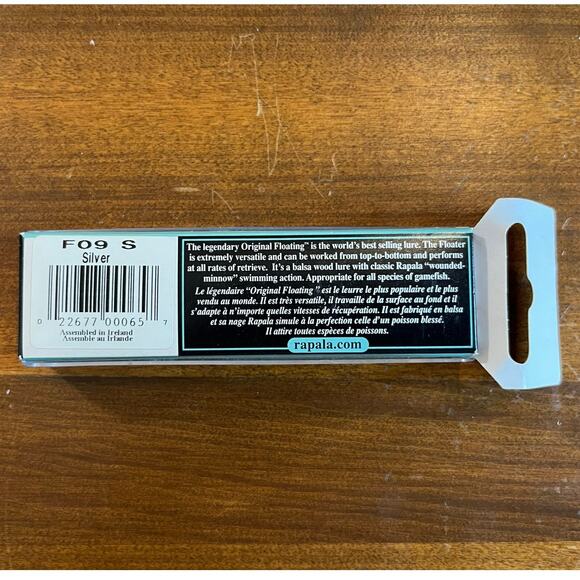 F09 S
Silver
0 22677 00065 7
Assembled in Ireland
Assemblé au Irlande
The legendary Original Floating™ is the world's best selling lure. The Floater
is extremely versatile and can be worked from top-to-bottom and performs
at all rates of retrieve. It's a balsa wood lure with classic Rapala "wounded-
minnow" swimming action. Appropriate for all species of gamefish.
Le légendaire "Original Floating" est le leurre le plus populaire et le plus
vendu au monde. Il est très versatile, il travaille de la surface au fond et il
s'adapte à n'importe quelles vitesses de récupération. Il est fabriqué en balsa
et sa nage Rapala simule à la perfection celle d'un poisson blessé.
Il attire toutes espèces de poissons.
rapala.com